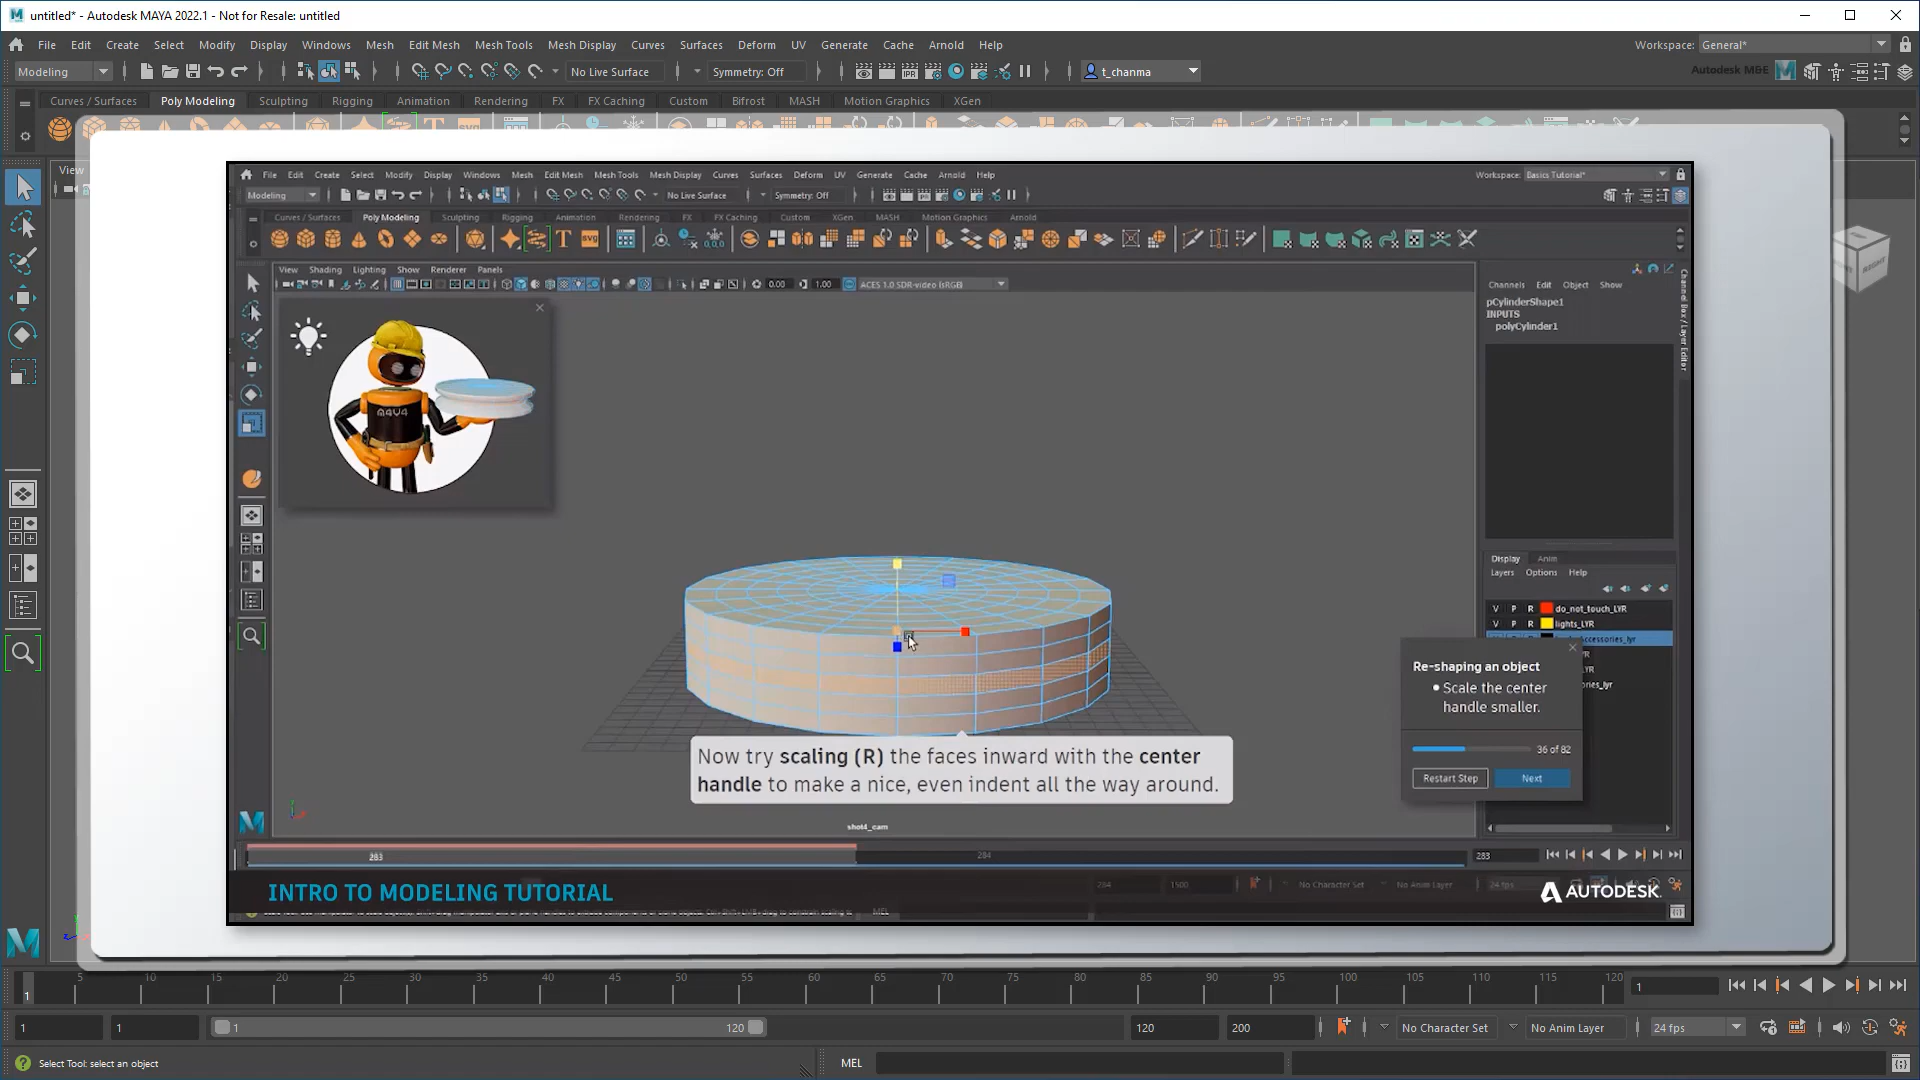 untitled* - Autodesk MAYA 2022.1 - Not for Resale: untitled
File Edit Create Select Modify Display Windows Mesh Edit Mesh Mesh Tools Mesh Display Curves Surfaces Deform UV Generate Cache Arnold Help
Workspace: General*
Modeling
No Live Surface
Symmetry: Off
t_chanma
Autodesk M&E
Curves / Surfaces Poly Modeling Sculpting Rigging Animation Rendering FX FX Caching Custom Bifrost MASH Motion Graphics XGen
View
File Edit Create Select Modify Display Windows Mesh Edit Mesh Mesh Tools Mesh Display Curves Surfaces Deform UV Generate Cache Arnold Help
Workspace: Basics Tutorial*
Modeling
No Live Surface
Symmetry: Off
Curves / Surfaces Poly Modeling Sculpting Rigging Animation Rendering FX FX Caching Custom XGen MASH Motion Graphics Arnold
View Shading Lighting Show Renderer Panels
0.00 1.00 ACES 1.0 SDR-video (sRGB)
Channels Edit Object Show
pCylinderShape1
INPUTS
polyCylinder1
Channel Box / Layer Editor
RIGHT
M4V4
Display Anim
Layers Options Help
V P R do_not_touch_LYR
V P R lights_LYR
Re-shaping an object
• Scale the center
handle smaller.
36 of 82
Restart Step Next
Now try scaling (R) the faces inward with the center
handle to make a nice, even indent all the way around.
shot4_cam
283 284 283
INTRO TO MODELING TUTORIAL
284 1500 No Character Set No Anim Layer 24 fps
AUTODESK
MEL
5 10 15 20 25 30 35 40 45 50 55 60 65 70 75 80 85 90 95 100 105 110 115 120
1
1
1 1 1 120 120 200 No Character Set No Anim Layer 24 fps
Select Tool: select an object
MEL